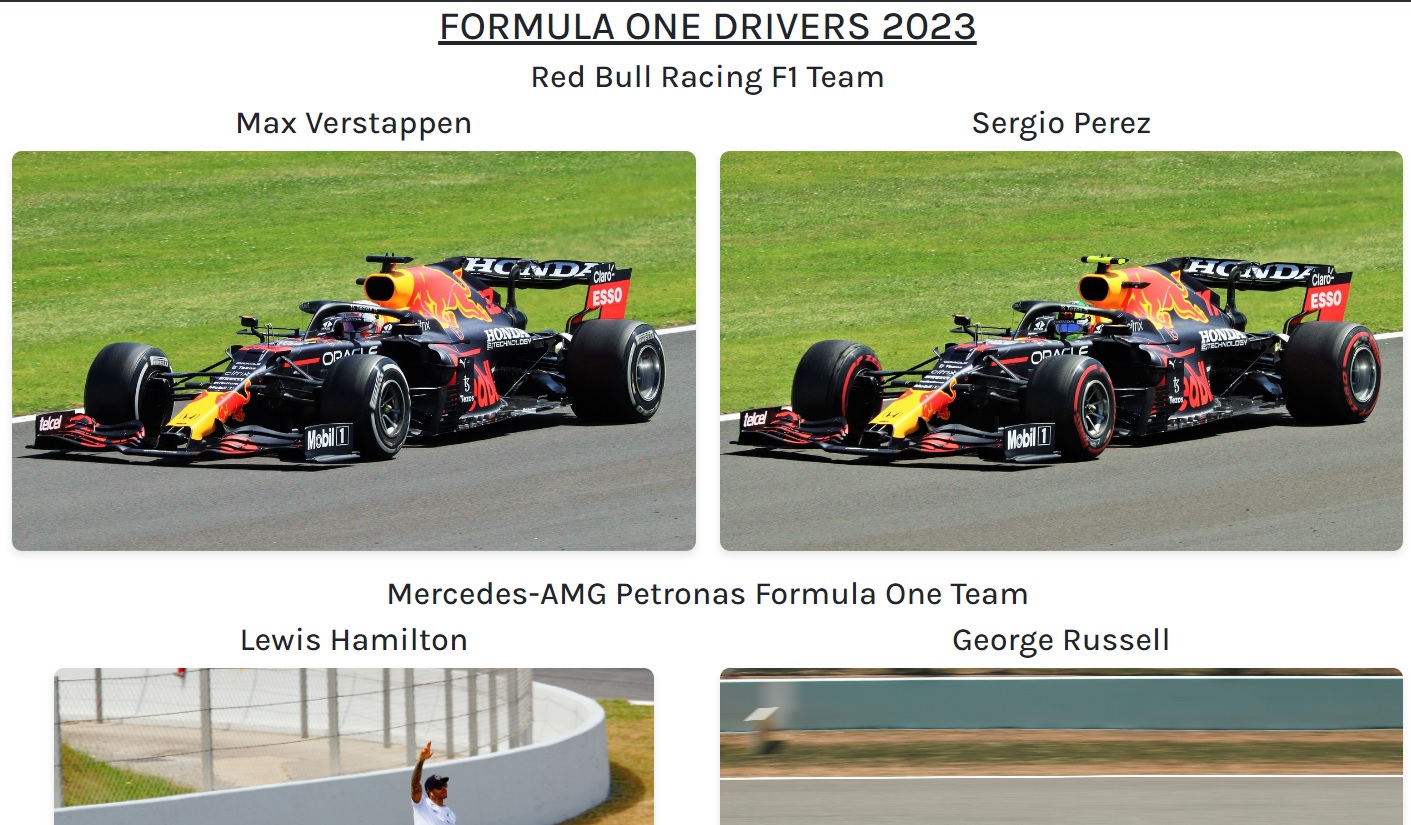 FORMULA ONE DRIVERS 2023
Red Bull Racing F1 Team
Max Verstappen
Sergio Perez
HONDA
Claro-
ESSO
HONDA
ORACLE
telcel
Mobil 1
Tezos
HONDA
Claro-
ESSO
HONDA
ORACLE
telcel
Mobil 1
Tezos
Mercedes-AMG Petronas Formula One Team
Lewis Hamilton
George Russell